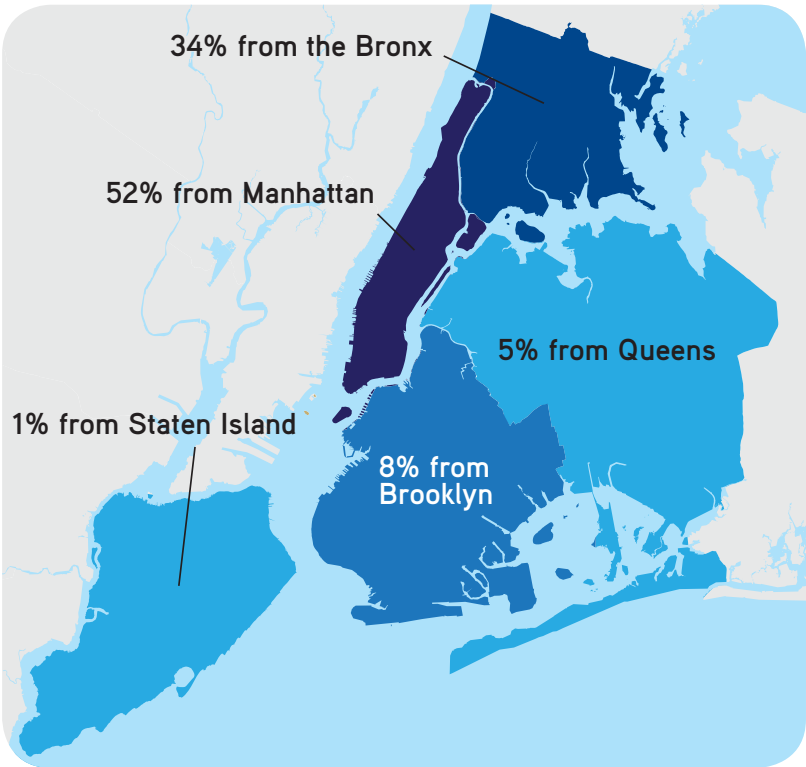 34% from the Bronx
52% from Manhattan
5% from Queens
1% from Staten Island
8% from
Brooklyn